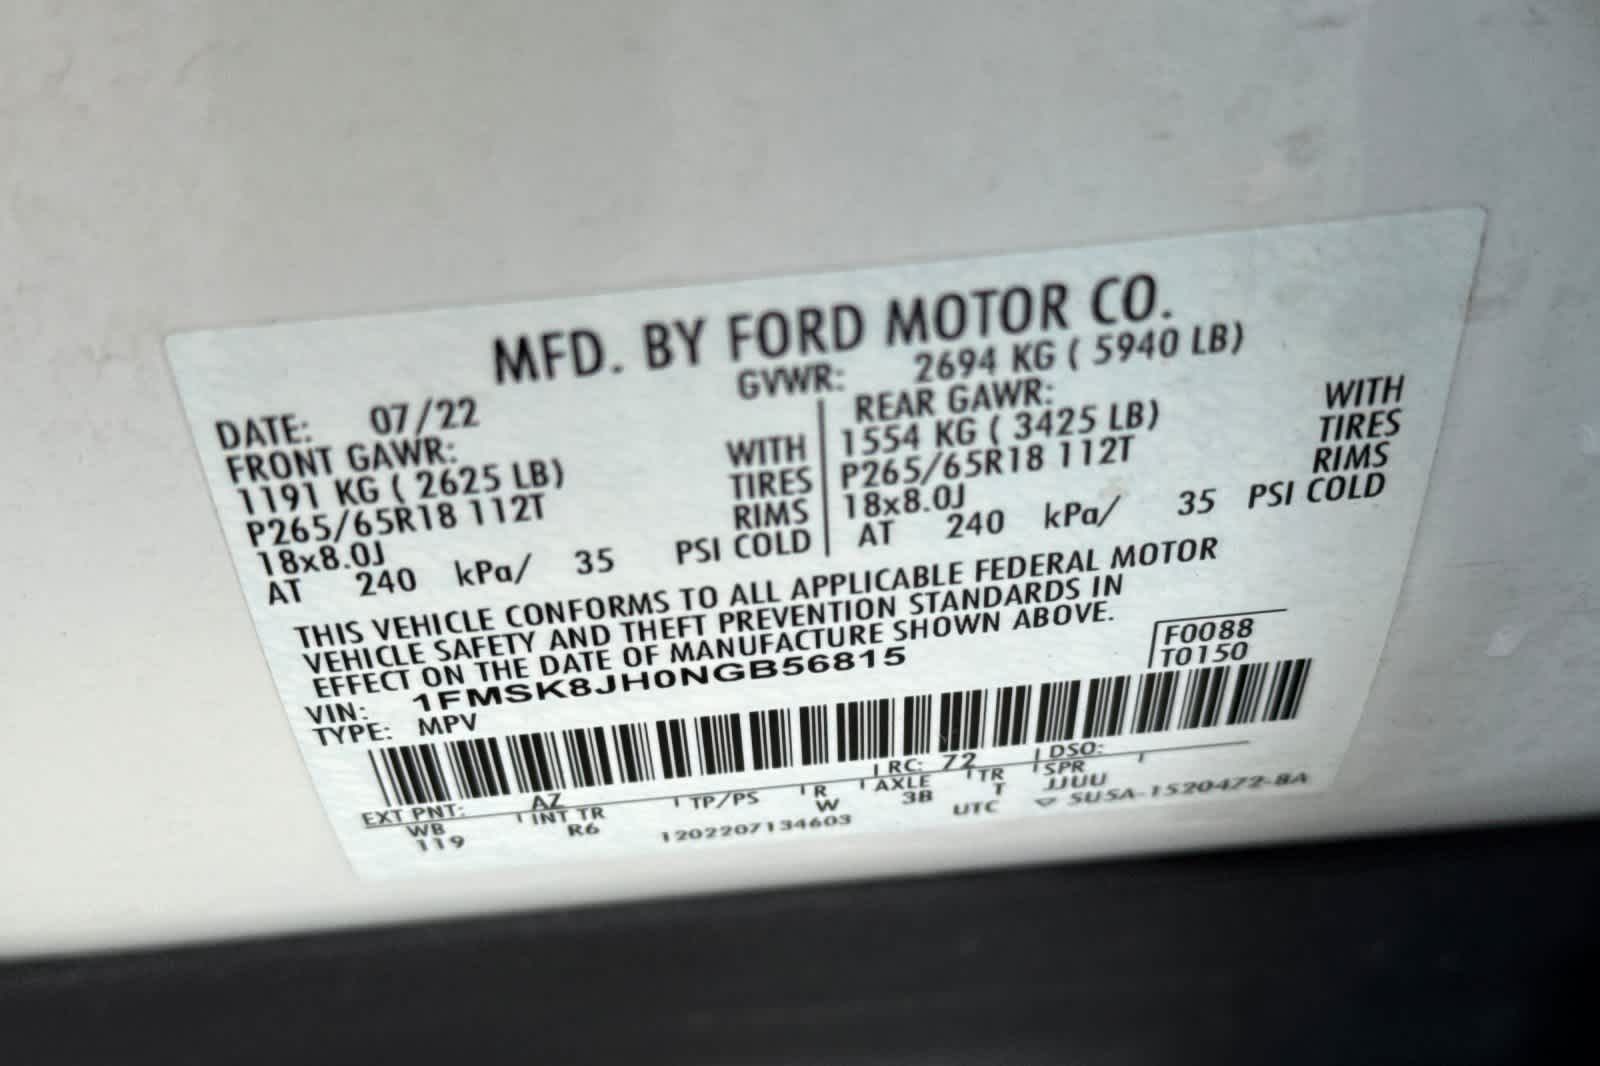 MFD. BY FORD MOTOR CO.
DATE: 07/22 GVWR: 2694 KG ( 5940 LB)
FRONT GAWR: WITH
1191 KG ( 2625 LB) TIRES
P265/65R18 112T RIMS
18x8.0J PSI COLD
AT 240 kPa/ 35
REAR GAWR: WITH
1554 KG ( 3425 LB) TIRES
P265/65R18 112T RIMS
18x8.0J
AT 240 kPa/ 35 PSI COLD
THIS VEHICLE CONFORMS TO ALL APPLICABLE FEDERAL MOTOR
VEHICLE SAFETY AND THEFT PREVENTION STANDARDS IN
EFFECT ON THE DATE OF MANUFACTURE SHOWN ABOVE.
VIN: 1FMSK8JH0NGB56815
TYPE: MPV
F0088
T0150
EXT PNT: AZ RC: 72 DSO:
WB INT TR TP/PS R AXLE TR SPR
119 R6 W 3B T JJUU
1202207134603 UTC ▽ SU5A-1520472-BA